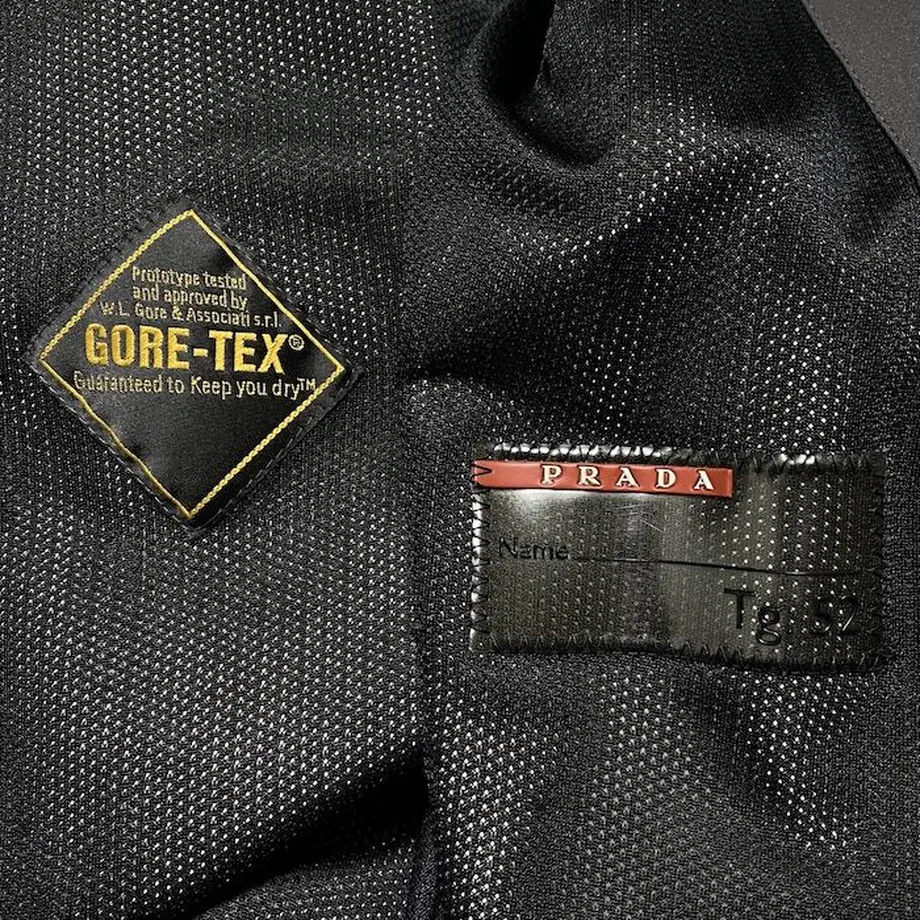 Prototype tested
and approved by
W.L. Gore & Associati s.r.l.
GORE-TEX®
Guaranteed to Keep you dry™
PRADA
Name
Tg. 52